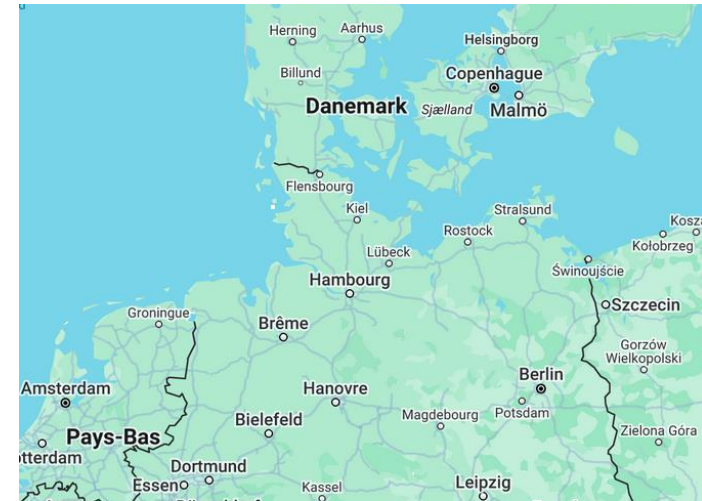 Herning
Aarhus
Helsingborg
Billund
Copenhague
Danemark
Sjælland
Malmö
Flensbourg
Kiel
Stralsund
Rostock
Lübeck
Kołobrzeg
Świnoujście
Hambourg
Szczecin
Groningue
Brême
Gorzów
Wielkopolski
Berlin
Amsterdam
Hanovre
Potsdam
Magdebourg
Bielefeld
Zielona Góra
Pays-Bas
Dortmund
Essen
Kassel
Leipzig